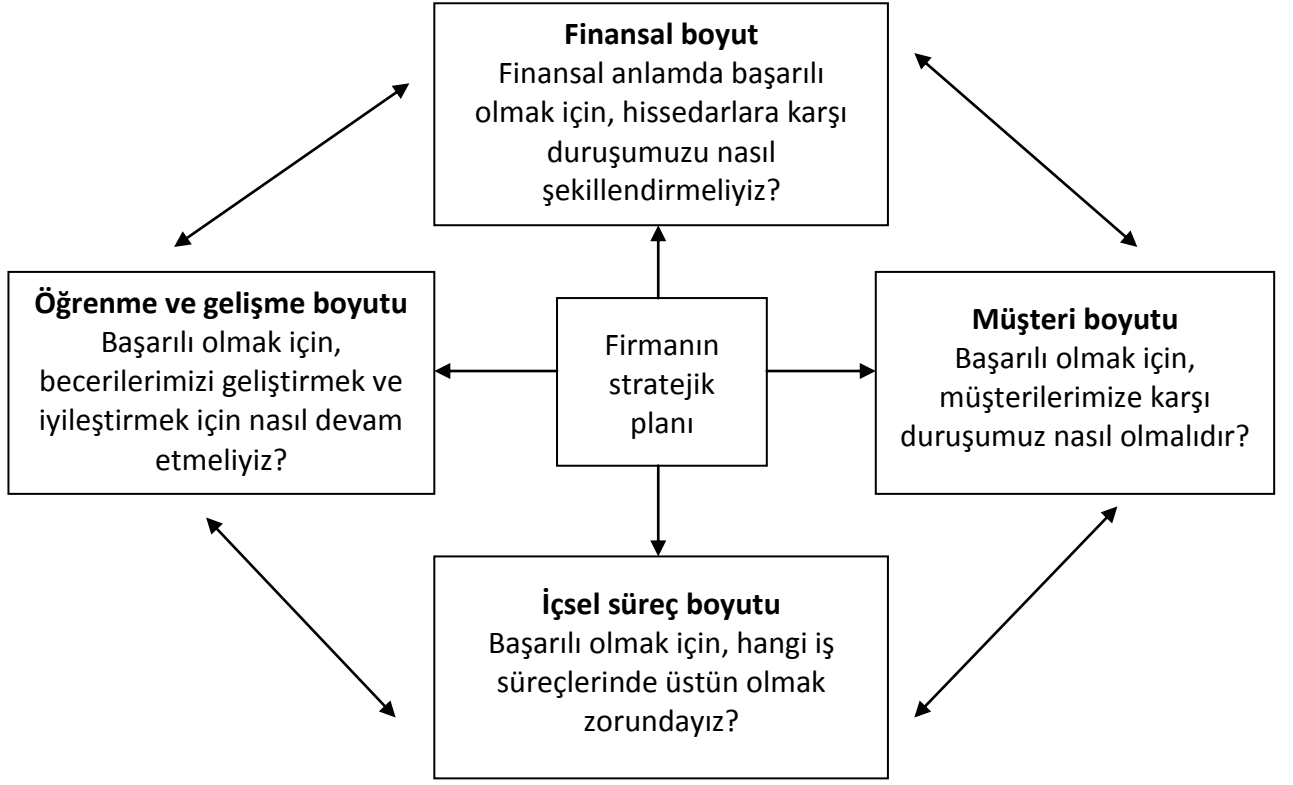 Finansal boyut
Finansal anlamda başarılı
olmak için, hissedarlara karşı
duruşumuzu nasıl
şekillendirmeliyiz?
Öğrenme ve gelişme boyutu
Başarılı olmak için,
becerilerimizi geliştirmek ve
iyileştirmek için nasıl devam
etmeliyiz?
Firmanın
stratejik
planı
Müşteri boyutu
Başarılı olmak için,
müşterilerimize karşı
duruşumuz nasıl olmalıdır?
İçsel süreç boyutu
Başarılı olmak için, hangi iş
süreçlerinde üstün olmak
zorundayız?